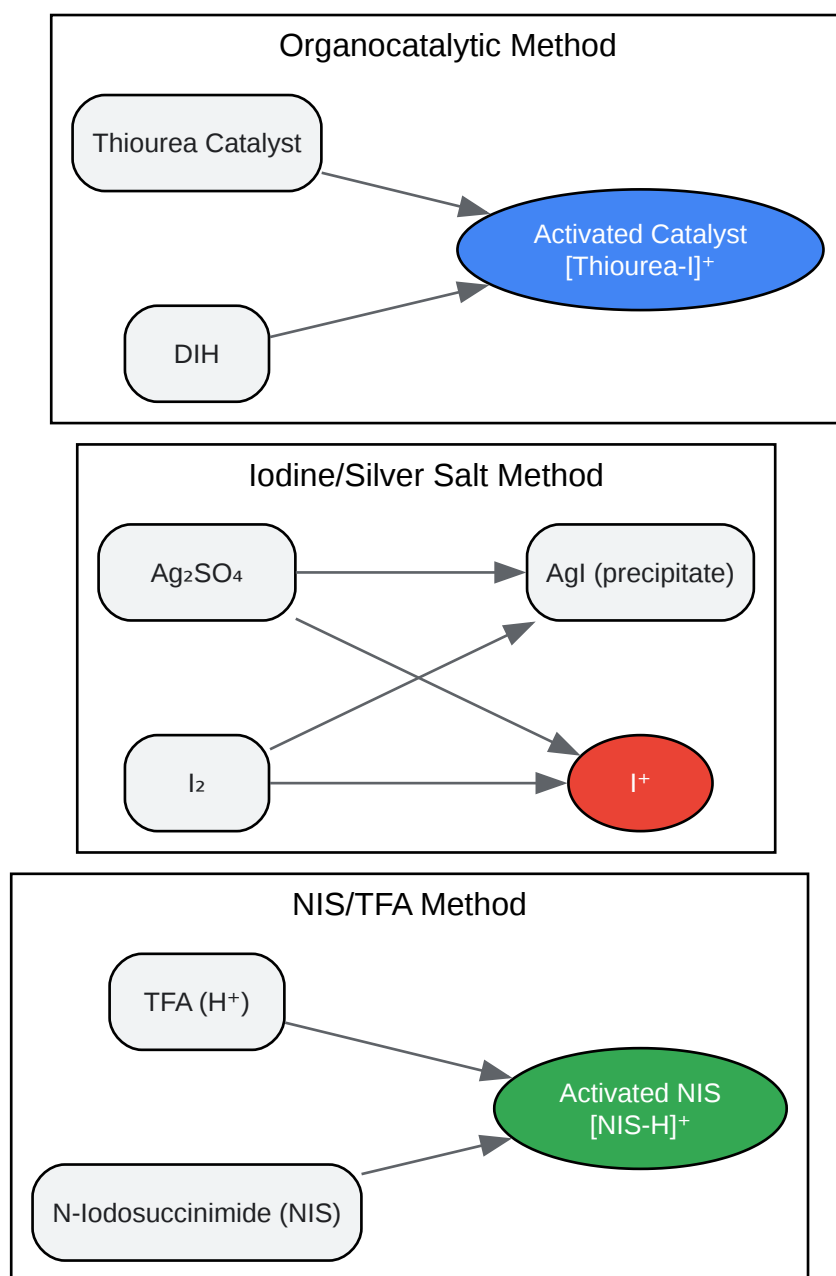 Organocatalytic Method
Thiourea Catalyst
Activated Catalyst
[Thiourea-I]⁺
DIH
Iodine/Silver Salt Method
Ag₂SO₄
AgI (precipitate)
I₂
I⁺
NIS/TFA Method
TFA (H⁺)
Activated NIS
[NIS-H]⁺
N-Iodosuccinimide (NIS)